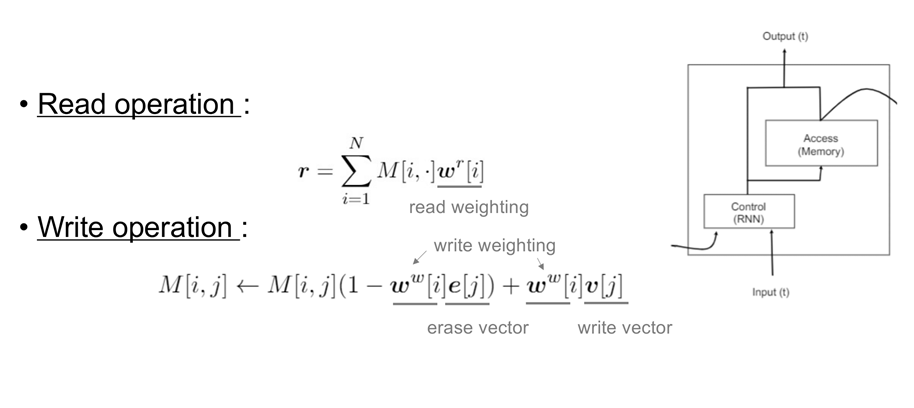 • Read operation :
r = \sum_{i=1}^{N} M[i, ·]w^r[i]
read weighting
• Write operation :
write weighting
M[i, j] ← M[i, j](1 − w^w[i]e[j]) + w^w[i]v[j]
erase vector
write vector
Output (t)
Access
(Memory)
Control
(RNN)
Input (t)